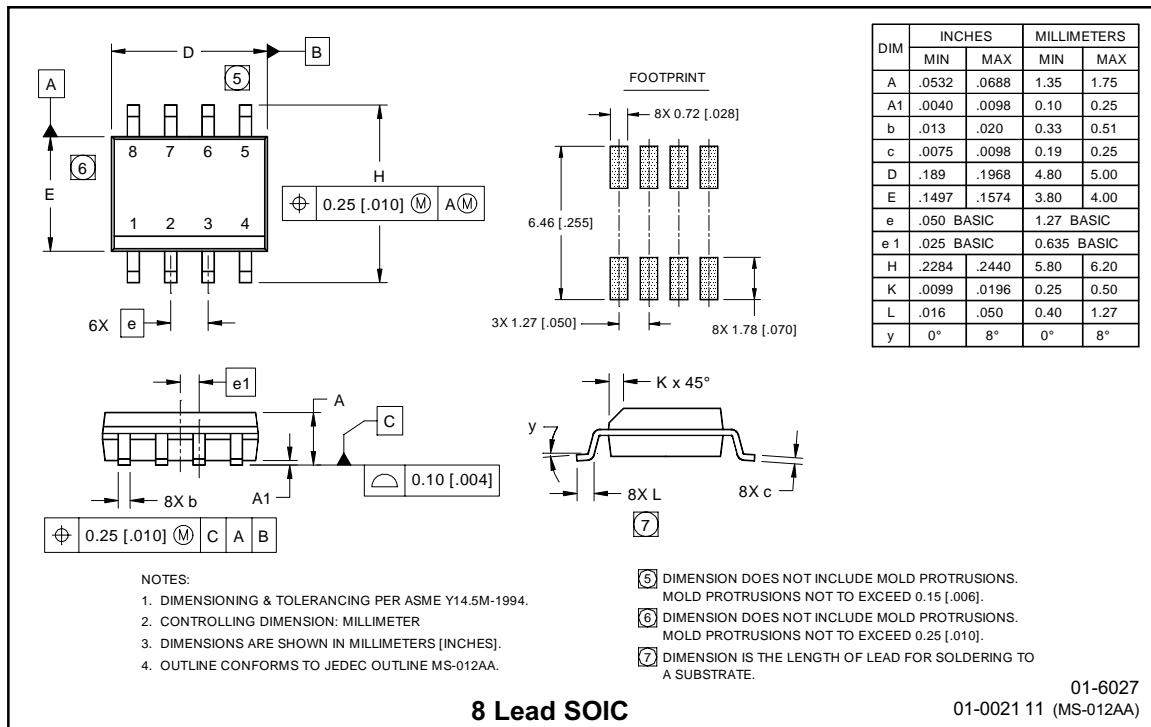 D
B
5
A
8 7 6 5
6
E
H
0.25 [.010] Ⓜ A Ⓜ
1 2 3 4
6X e
FOOTPRINT
8X 0.72 [.028]
6.46 [.255]
3X 1.27 [.050]
8X 1.78 [.070]
DIM INCHES MILLIMETERS
MIN MAX MIN MAX
A .0532 .0688 1.35 1.75
A1 .0040 .0098 0.10 0.25
b .013 .020 0.33 0.51
c .0075 .0098 0.19 0.25
D .189 .1968 4.80 5.00
E .1497 .1574 3.80 4.00
e .050 BASIC 1.27 BASIC
e 1 .025 BASIC 0.635 BASIC
H .2284 .2440 5.80 6.20
K .0099 .0196 0.25 0.50
L .016 .050 0.40 1.27
y 0° 8° 0° 8°
e1
A
C
0.10 [.004]
A1
8X b
0.25 [.010] Ⓜ C A B
K x 45°
y
8X L
8X c
7
NOTES:
1. DIMENSIONING & TOLERANCING PER ASME Y14.5M-1994.
2. CONTROLLING DIMENSION: MILLIMETER
3. DIMENSIONS ARE SHOWN IN MILLIMETERS [INCHES].
4. OUTLINE CONFORMS TO JEDEC OUTLINE MS-012AA.
5 DIMENSION DOES NOT INCLUDE MOLD PROTRUSIONS.
MOLD PROTRUSIONS NOT TO EXCEED 0.15 [.006].
6 DIMENSION DOES NOT INCLUDE MOLD PROTRUSIONS.
MOLD PROTRUSIONS NOT TO EXCEED 0.25 [.010].
7 DIMENSION IS THE LENGTH OF LEAD FOR SOLDERING TO
A SUBSTRATE.
8 Lead SOIC
01-6027
01-0021 11 (MS-012AA)